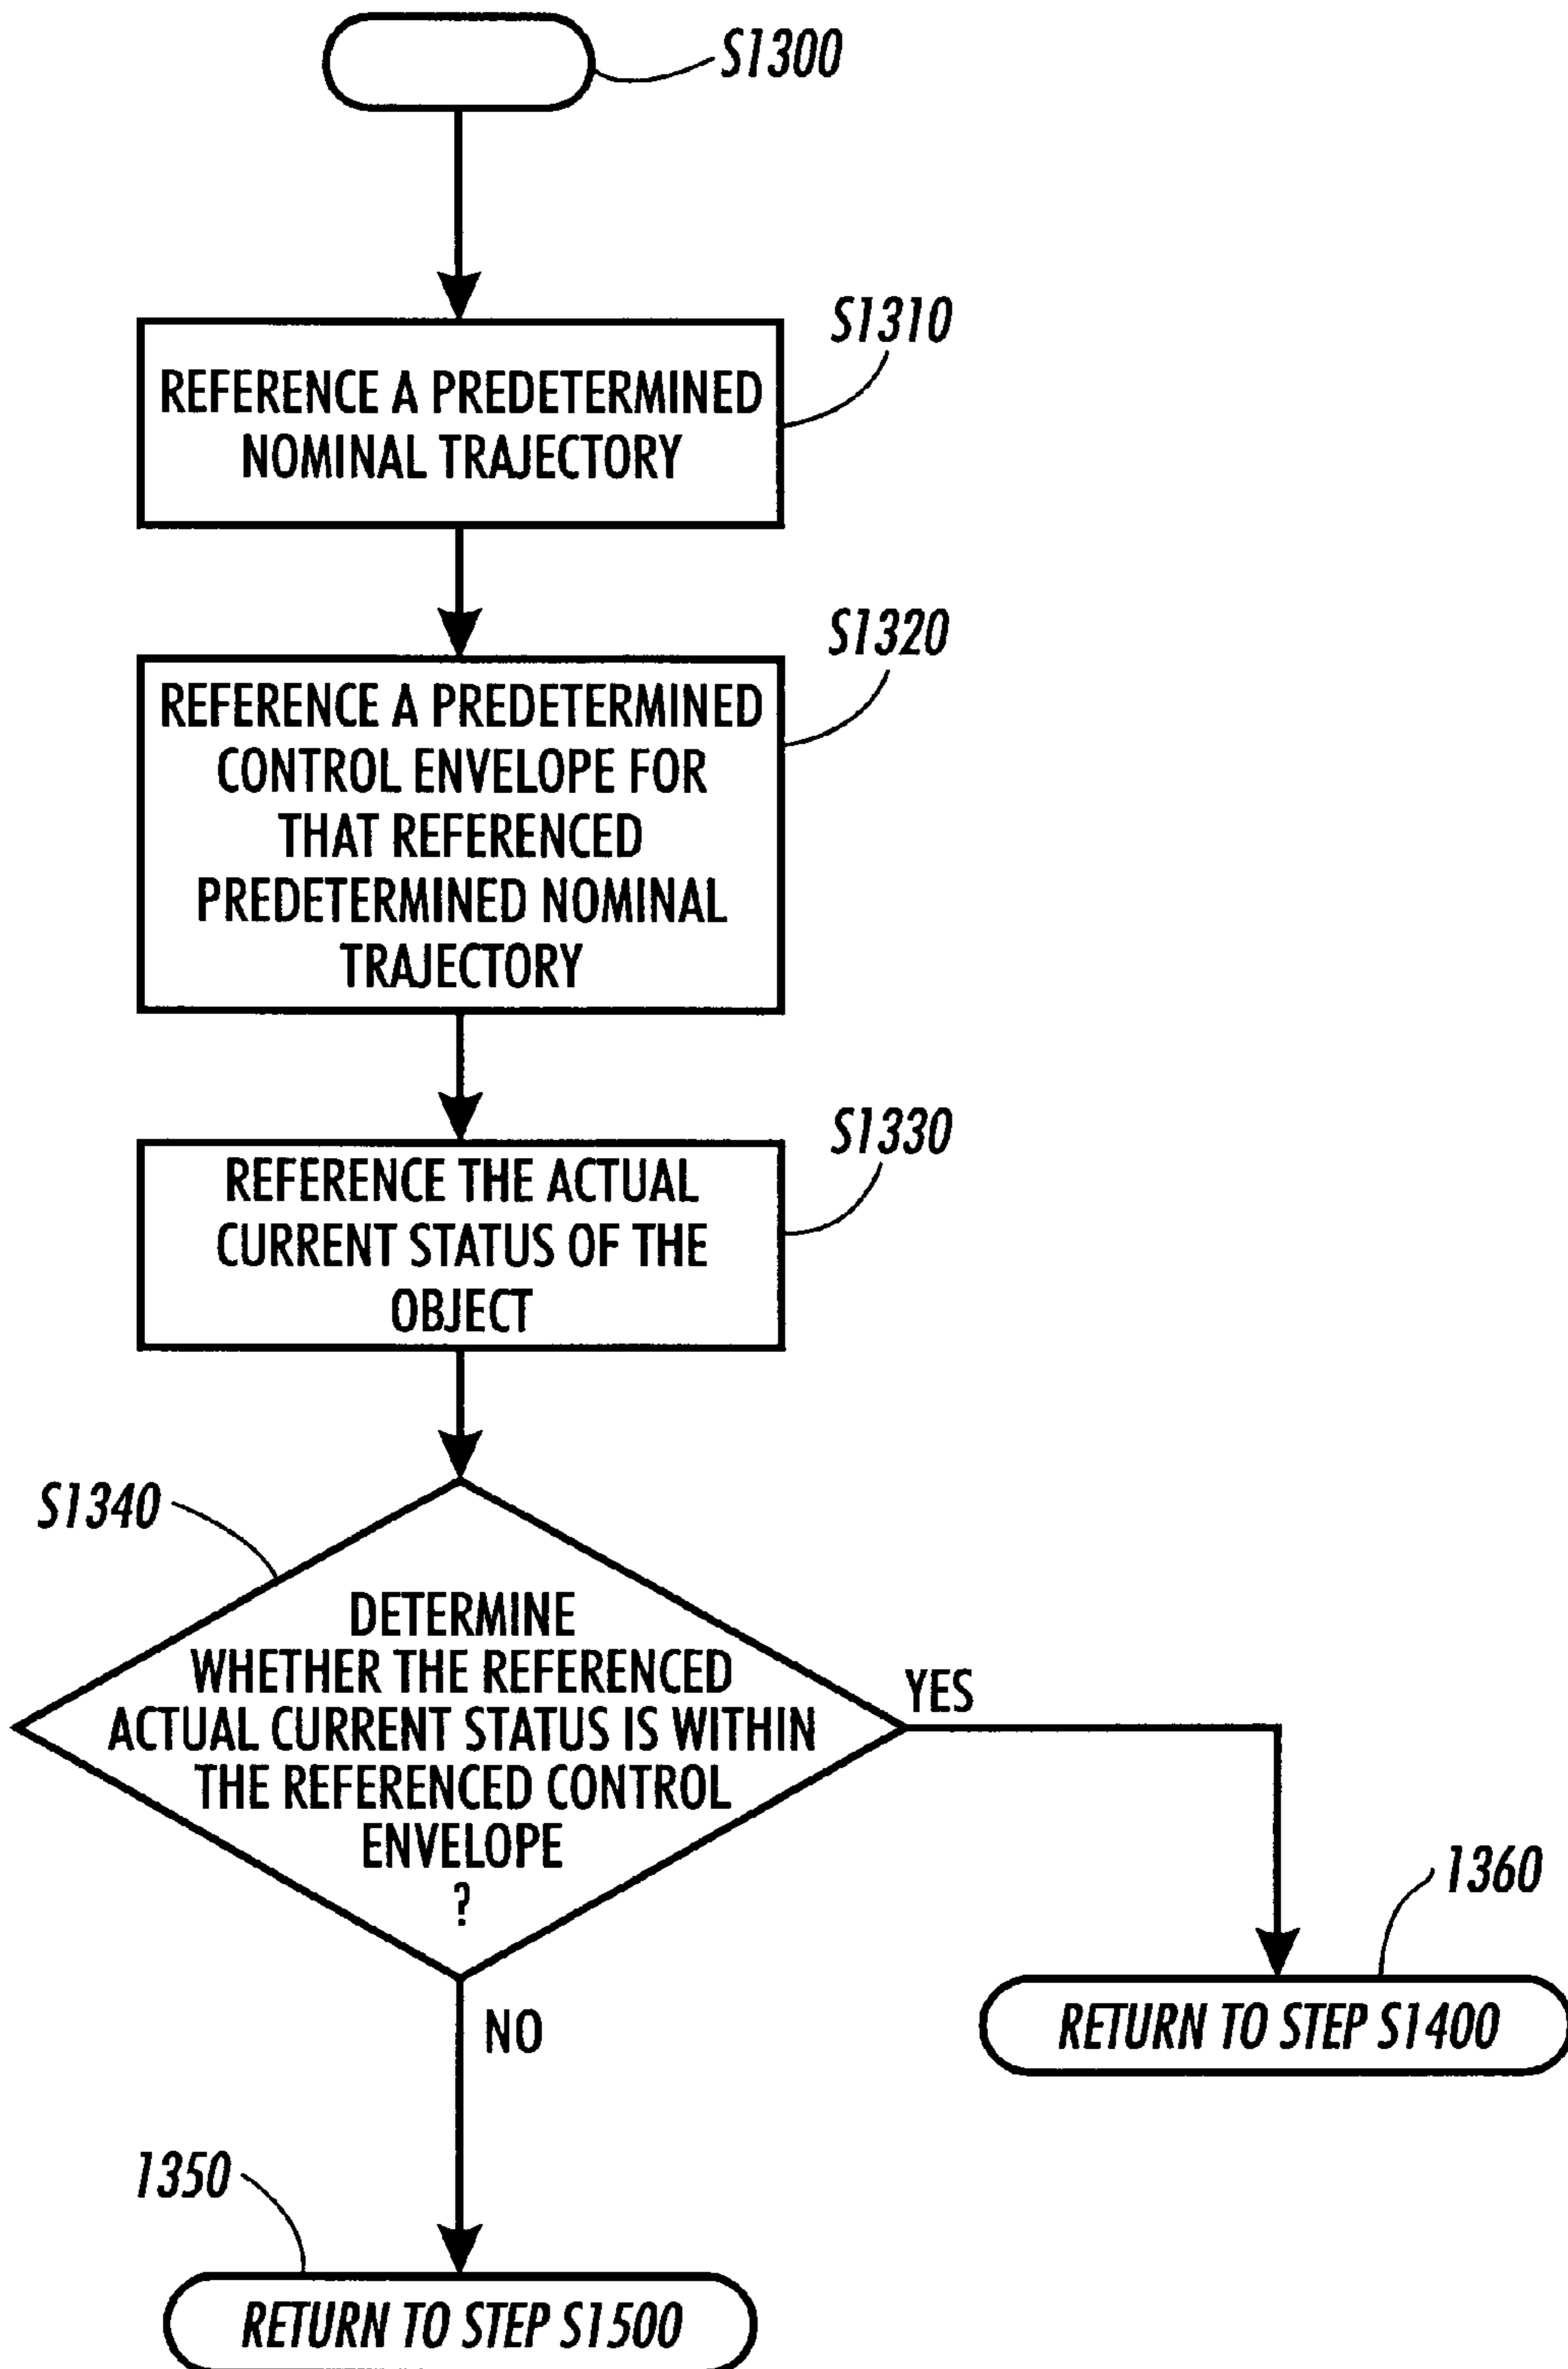 S1300
S1310
REFERENCE A PREDETERMINED
NOMINAL TRAJECTORY
S1320
REFERENCE A PREDETERMINED
CONTROL ENVELOPE FOR
THAT REFERENCED
PREDETERMINED NOMINAL
TRAJECTORY
S1330
REFERENCE THE ACTUAL
CURRENT STATUS OF THE
OBJECT
S1340
DETERMINE
WHETHER THE REFERENCED
ACTUAL CURRENT STATUS IS WITHIN
THE REFERENCED CONTROL
ENVELOPE
?
YES
1360
RETURN TO STEP S1400
NO
1350
RETURN TO STEP S1500